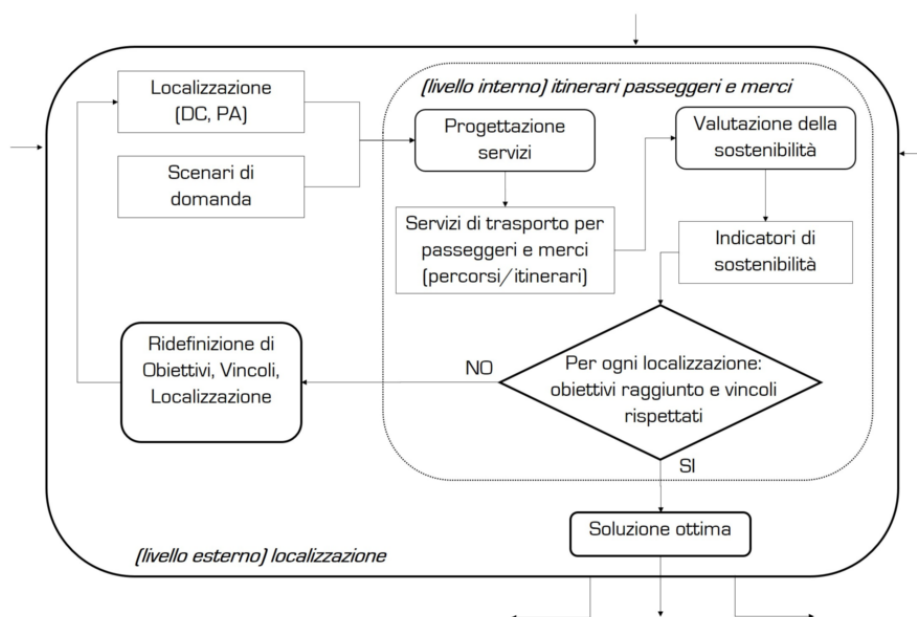 (livello interno) itinerari passeggeri e merci
Localizzazione
(DC, PA)
Scenari di
domanda
Progettazione
servizi
Valutazione della
sostenibilità
Servizi di trasporto per
passeggeri e merci
(percorsi/itinerari)
Indicatori di
sostenibilità
Per ogni localizzazione:
obiettivi raggiunto e vincoli
rispettati
NO
Ridefinizione di
Obiettivi, Vincoli,
Localizzazione
SI
Soluzione ottima
(livello esterno) localizzazione